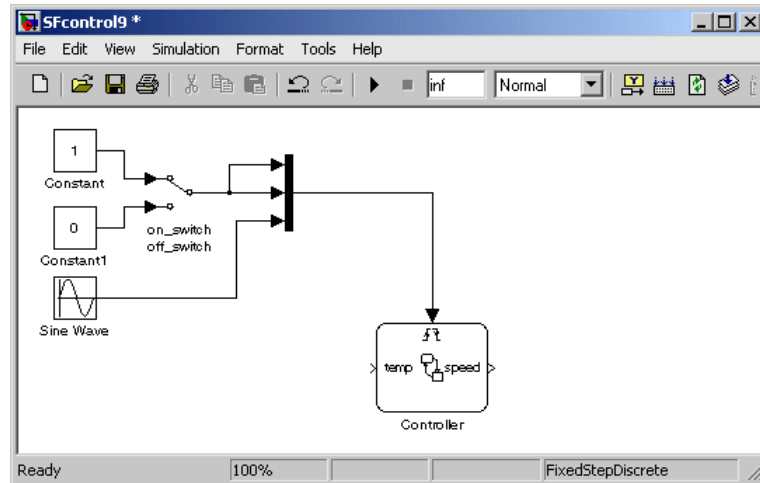 SFcontrol9 *
File Edit View Simulation Format Tools Help
inf Normal
1
Constant
0
Constant1
on_switch
off_switch
Sine Wave
temp speed
Controller
Ready 100% FixedStepDiscrete